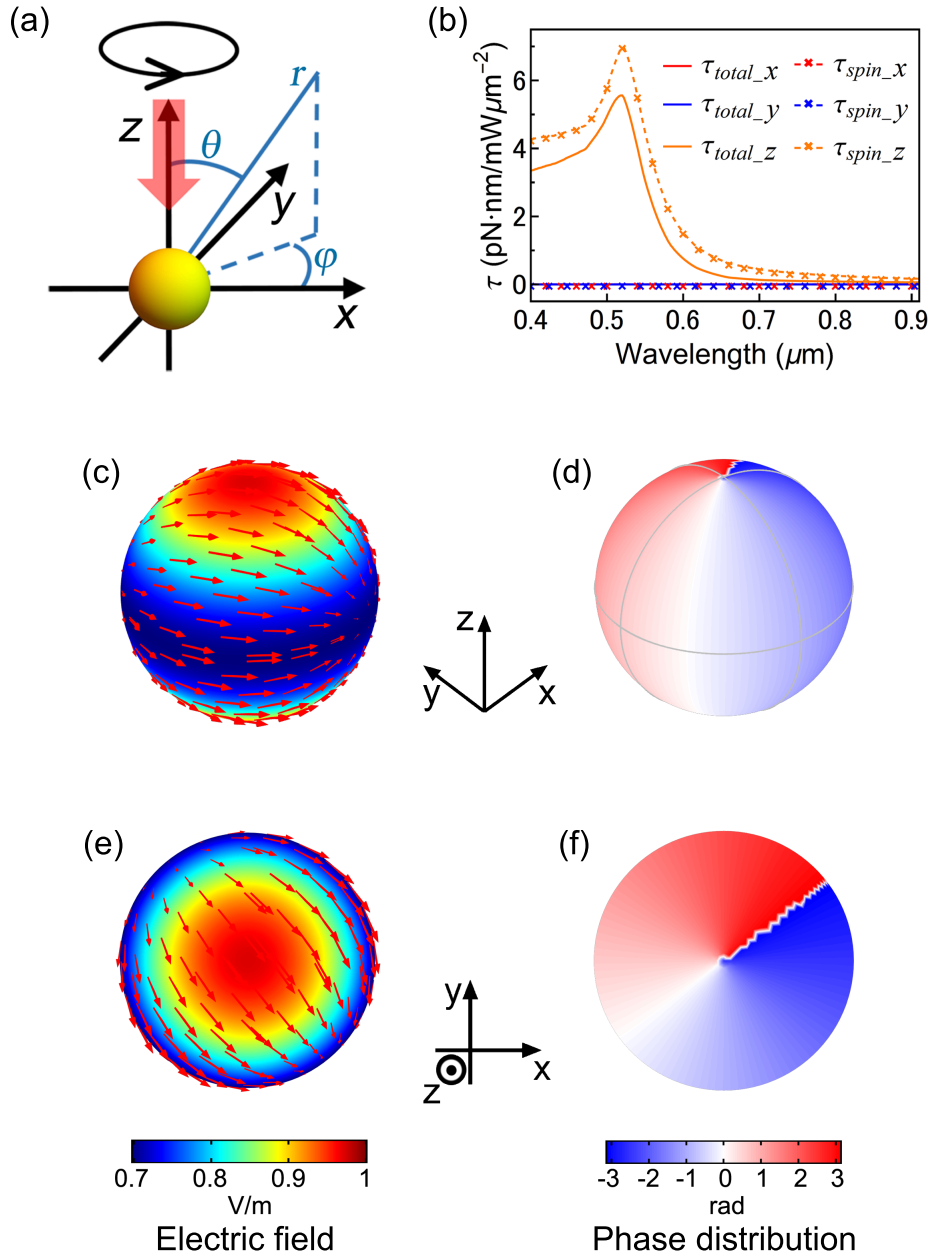 (a)
z
r
θ
y
φ
x
(b)
τ (pN·nm/mWμm⁻²)
6
4
2
0
τtotal_x
τspin_x
τtotal_y
τspin_y
τtotal_z
τspin_z
0.4 0.5 0.6 0.7 0.8 0.9
Wavelength (μm)
(c)
(d)
z
y
x
(e)
(f)
y
z
x
0.7 0.8 0.9 1
V/m
Electric field
-3 -2 -1 0 1 2 3
rad
Phase distribution